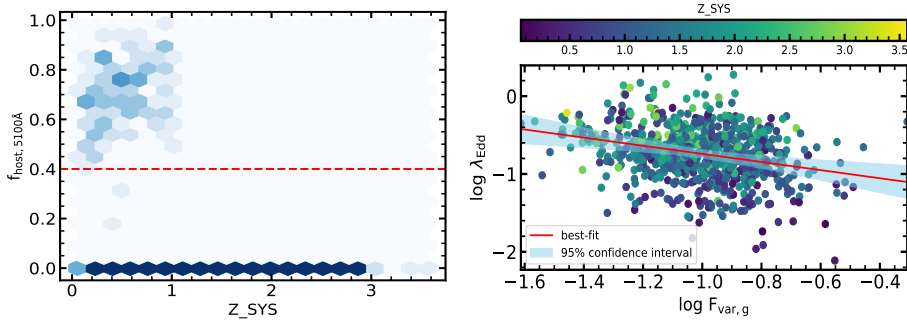 1.0
0.8
0.6
0.4
0.2
0.0
f_host, 5100Å
0 1 2 3
Z_SYS
Z_SYS
0.5 1.0 1.5 2.0 2.5 3.0 3.5
0
−1
−2
log λ_Edd
best-fit
95% confidence interval
−1.6 −1.4 −1.2 −1.0 −0.8 −0.6 −0.4
log F_var, g